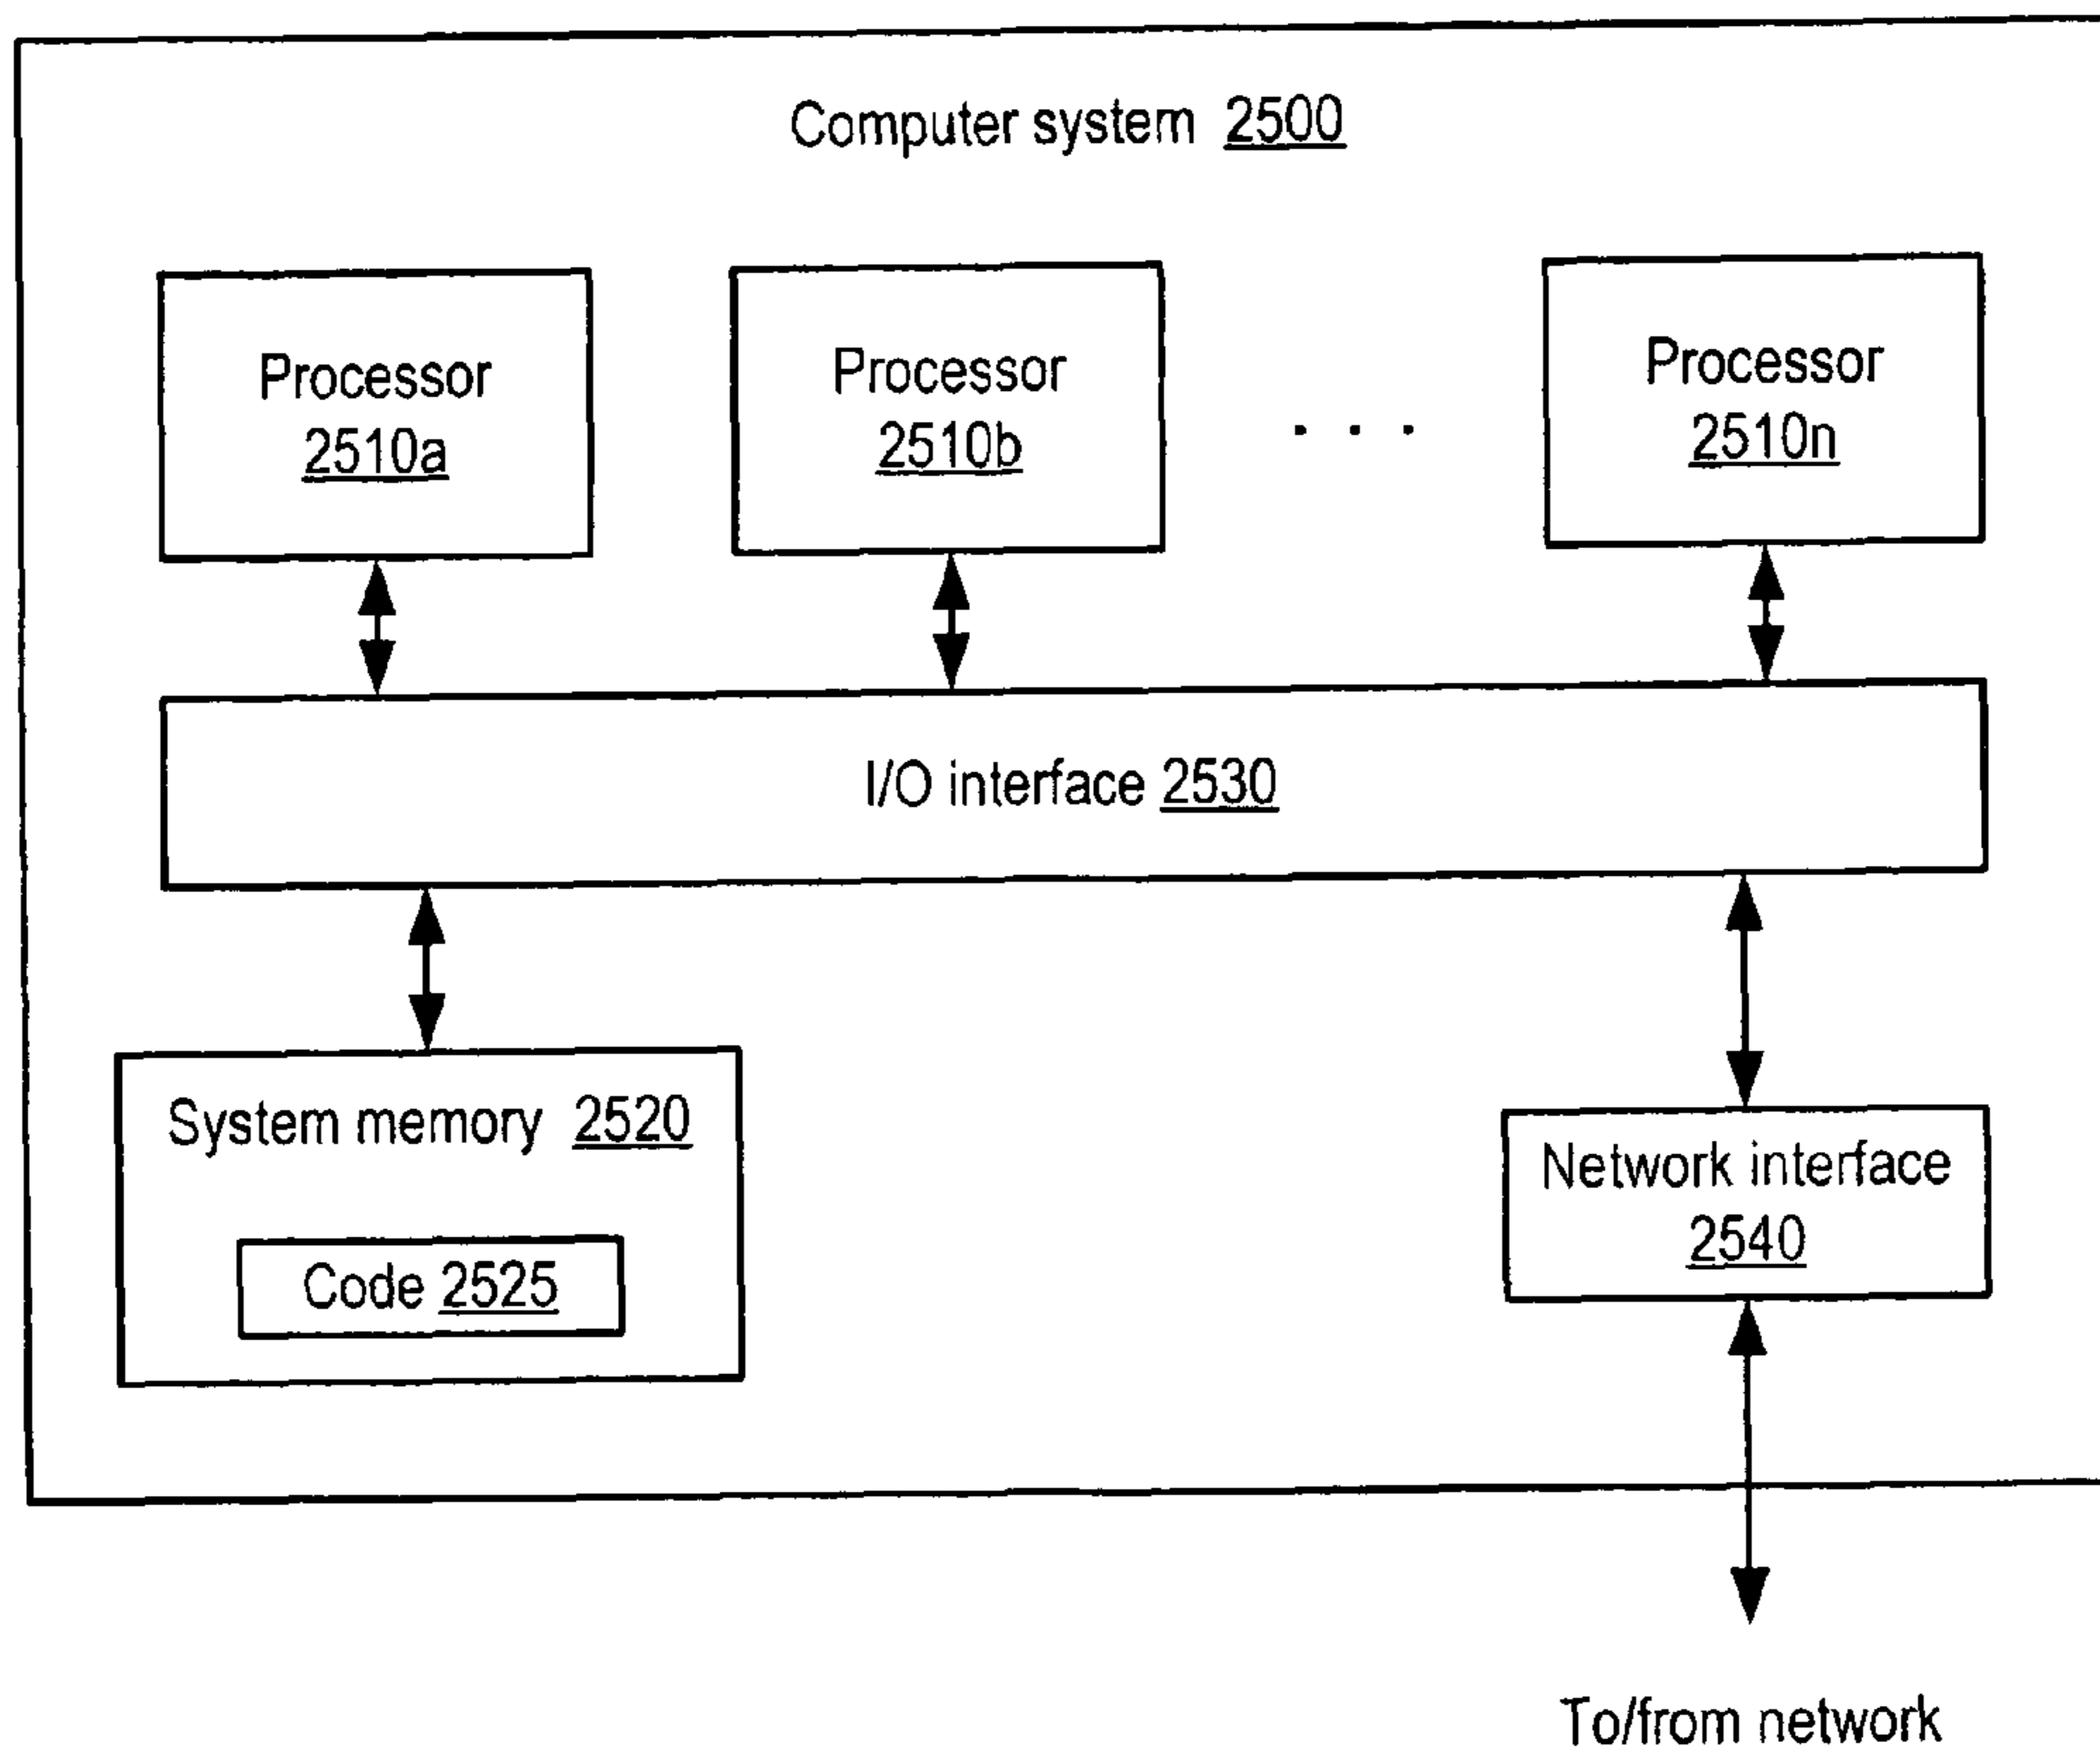 Computer system 2500
Processor
2510a
Processor
2510b
. . .
Processor
2510n
I/O interface 2530
System memory 2520
Code 2525
Network interface
2540
To/from network